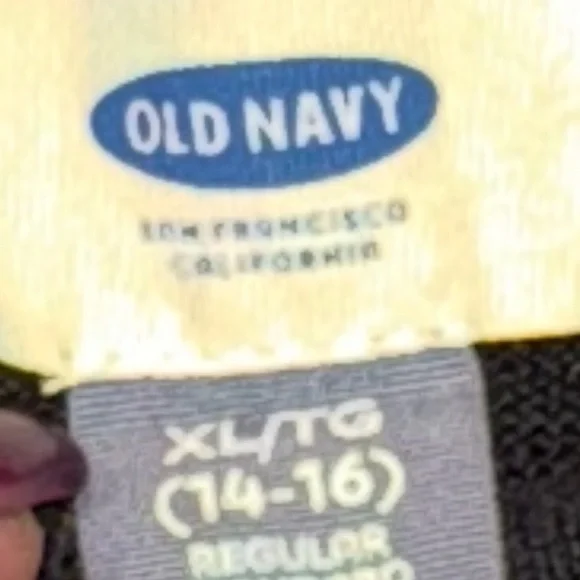 OLD NAVY
SAN FRANCISCO
CALIFORNIA
XL/TG
(14-16)
REGULAR